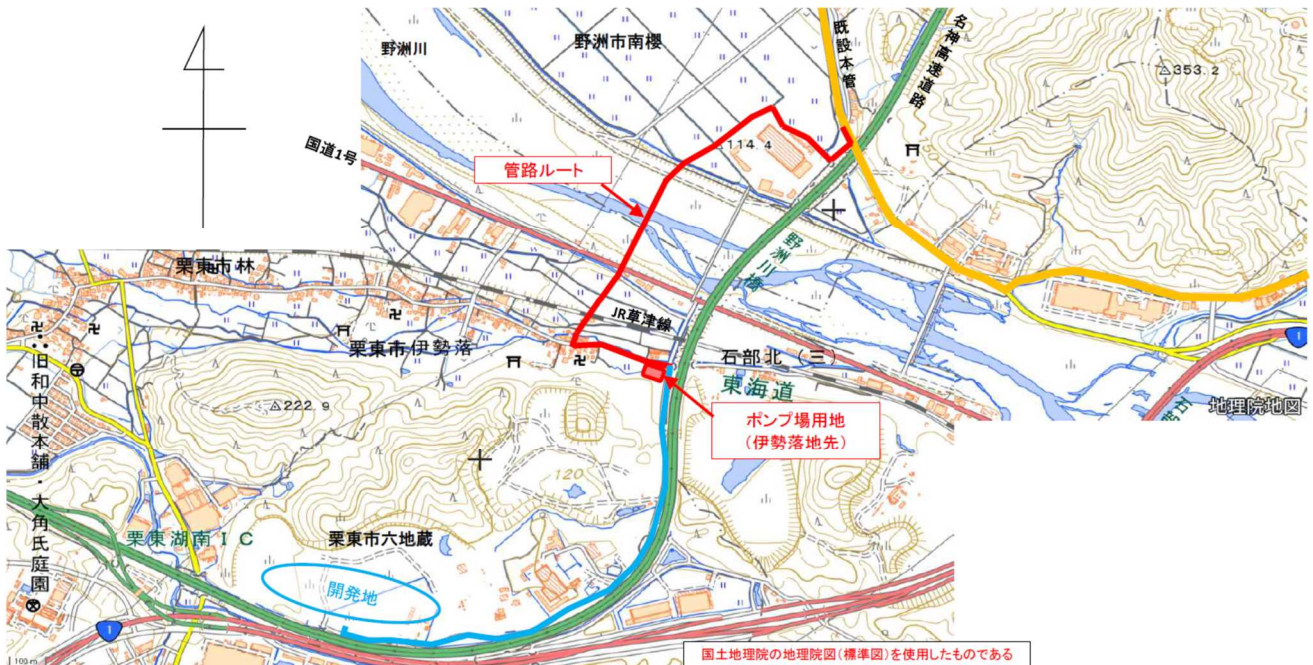 野洲川
野洲市南櫻
既設本管
名神高速道路
353.2
国道1号
管路ルート
114.4
野洲川橋
栗東市林
JR草津線
栗東市伊勢落
石部北(三)
東海道
1
地理院地図
ポンプ場用地
(伊勢落地先)
222.9
120
旧和中散本舗・大角氏庭園
栗東湖南IC
栗東市六地蔵
開発地
1
100 m
国土地理院の地理院図(標準図)を使用したものである